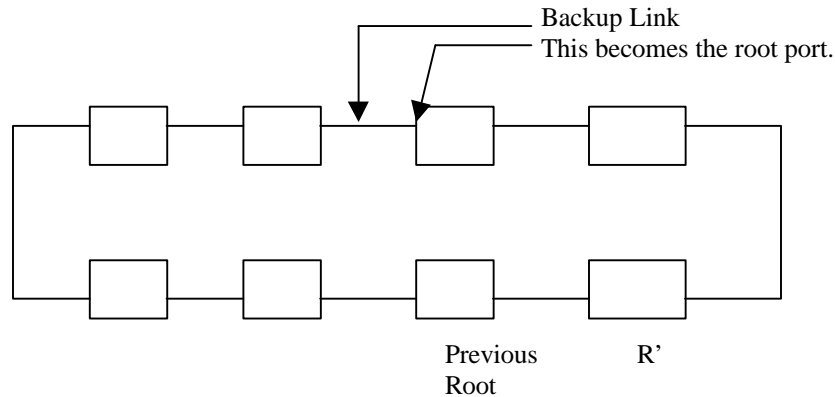 Backup Link
This becomes the root port.
Previous
Root
R’